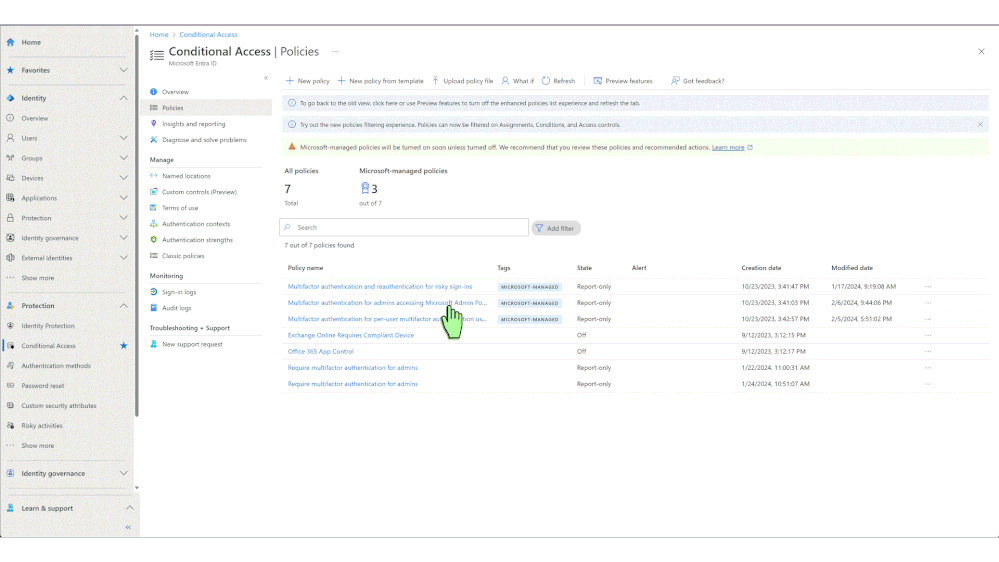 Home > Conditional Access
Conditional Access | Policies ...
Microsoft Entra ID
Home
Favorites
Identity
Overview
Users
Groups
Devices
Applications
Protection
Identity governance
External Identities
Show more
Protection
Identity Protection
Conditional Access
Authentication methods
Password reset
Custom security attributes
Risky activities
Show more
Identity governance
Learn & support
Overview
Policies
Insights and reporting
Diagnose and solve problems
Manage
Named locations
Custom controls (Preview)
Terms of use
Authentication contexts
Authentication strengths
Classic policies
Monitoring
Sign-in logs
Audit logs
Troubleshooting + Support
New support request
New policy New policy from template Upload policy file What if Refresh Preview features Got feedback?
To go back to the old view, click here or use Preview features to turn off the enhanced policies list experience and refresh the tab.
Try out the new policies filtering experience. Policies can now be filtered on Assignments, Conditions, and Access controls.
Microsoft-managed policies will be turned on soon unless turned off. We recommend that you review these policies and recommended actions. Learn more
All policies Microsoft-managed policies
7 3
Total out of 7
Search Add filter
7 out of 7 policies found
Policy name Tags State Alert Creation date Modified date
Multifactor authentication and reauthentication for risky sign-ins MICROSOFT-MANAGED Report-only 10/23/2023, 3:41:47 PM 1/17/2024, 9:19:08 AM ...
Multifactor authentication for admins accessing Microsoft Admin Po... MICROSOFT-MANAGED Report-only 10/23/2023, 3:41:03 PM 2/6/2024, 9:44:06 PM ...
Multifactor authentication for per-user multifactor us... MICROSOFT-MANAGED Report-only 10/23/2023, 3:42:57 PM 2/5/2024, 5:51:02 PM ...
Exchange Online Requires Compliant Device Off 9/12/2023, 3:12:15 PM ...
Office 365 App Control Off 9/12/2023, 3:12:17 PM ...
Require multifactor authentication for admins Report-only 1/22/2024, 11:00:31 AM ...
Require multifactor authentication for admins Report-only 1/24/2024, 10:51:07 AM ...